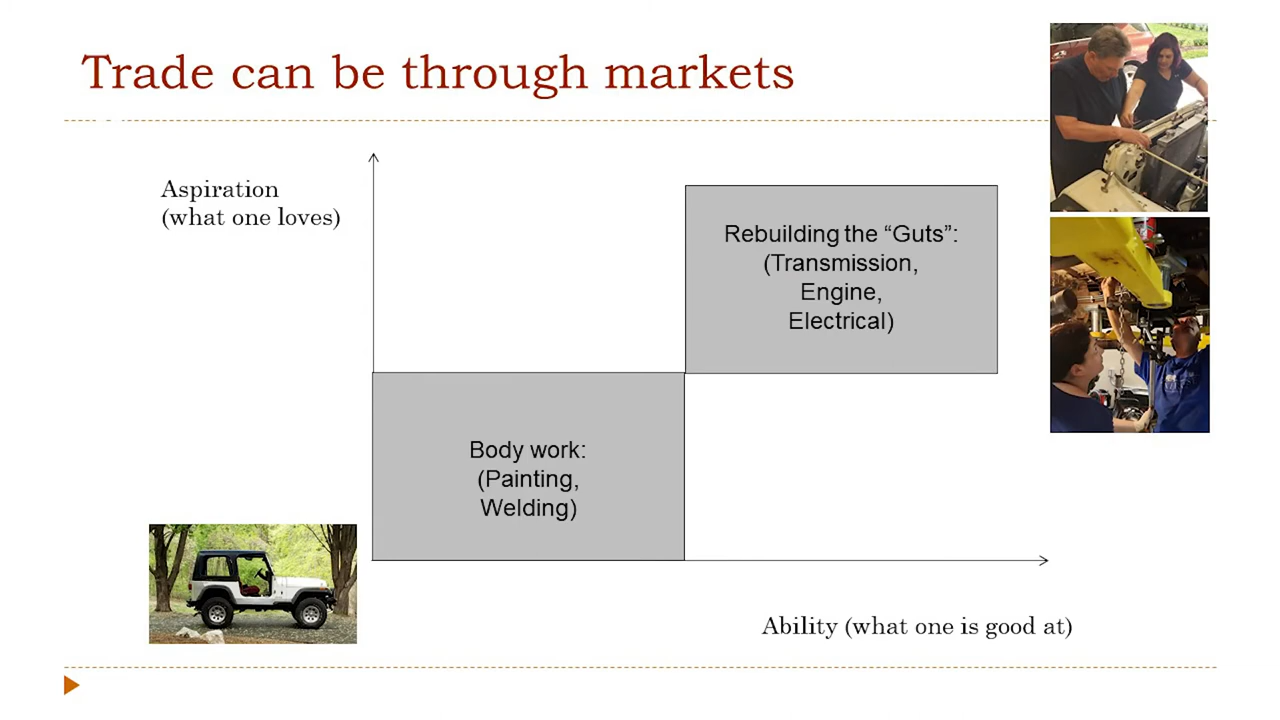 Trade can be through markets
Aspiration
(what one loves)
Rebuilding the “Guts”:
(Transmission,
Engine,
Electrical)
Body work:
(Painting,
Welding)
Ability (what one is good at)